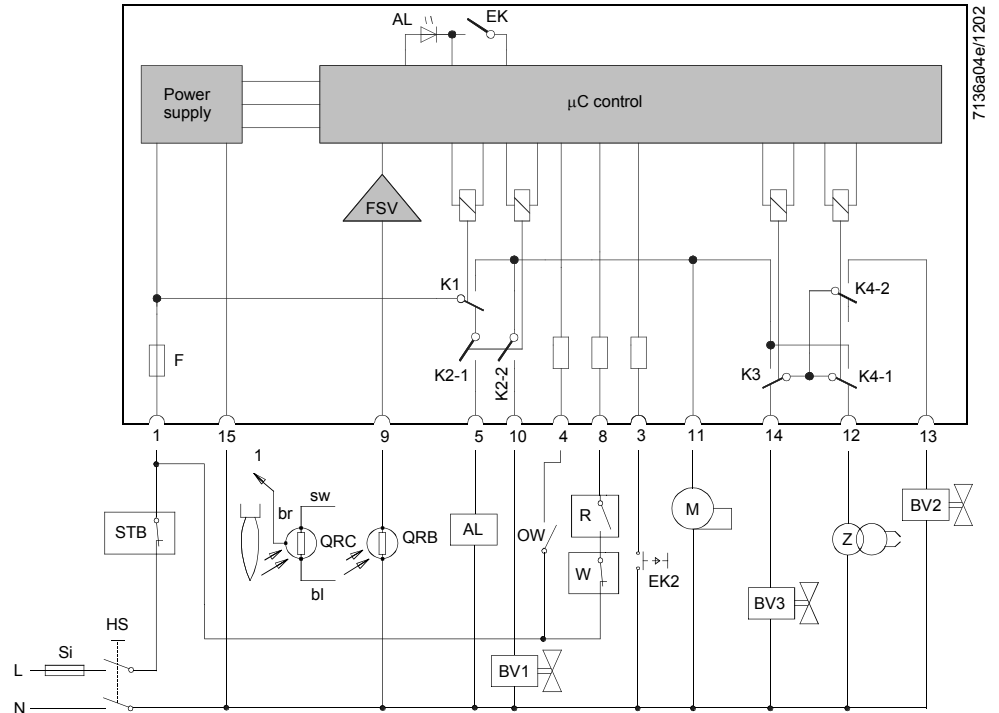 7136a04e/1202
AL
EK
Power
supply
µC control
FSV
K1
K4-2
F
K2-1
K2-2
K3
K4-1
1
15
9
5
10
4
8
3
11
14
12
13
1
sw
br
STB
QRC
QRB
AL
OW
R
W
EK2
M
Z
BV2
bl
BV3
HS
Si
L
BV1
N